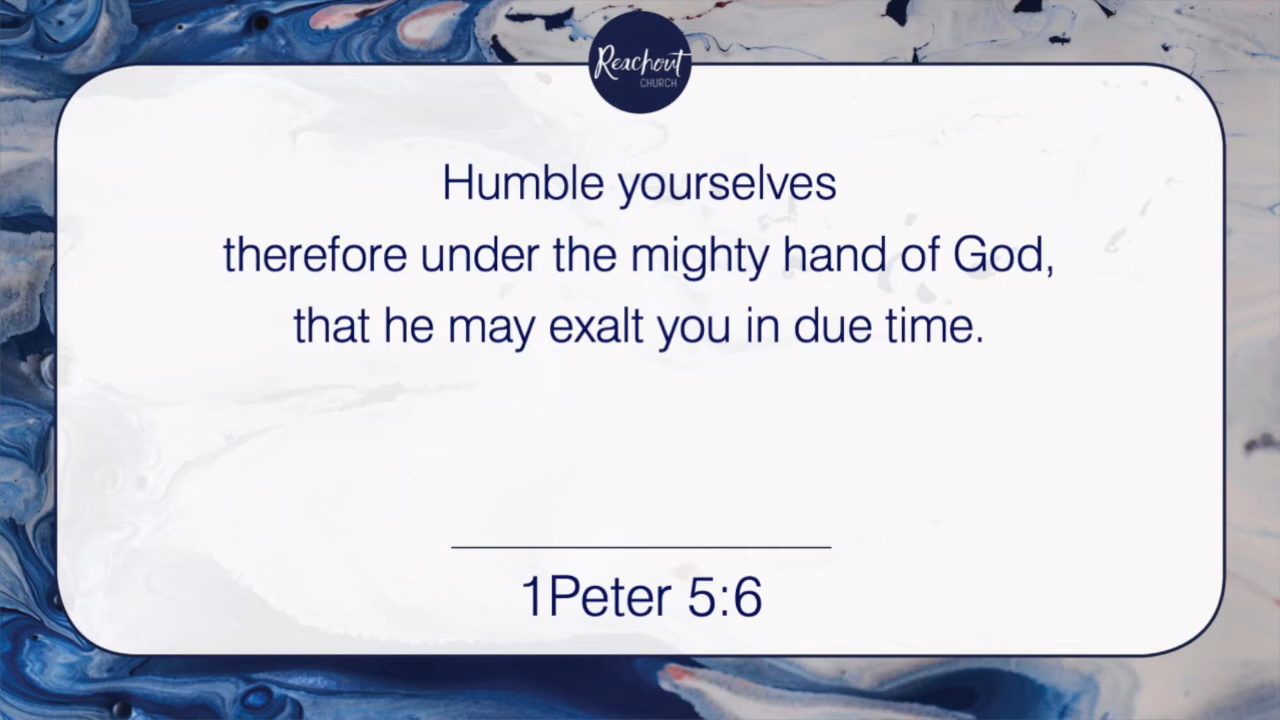 Reachout
CHURCH
Humble yourselves
therefore under the mighty hand of God,
that he may exalt you in due time.
1Peter 5:6